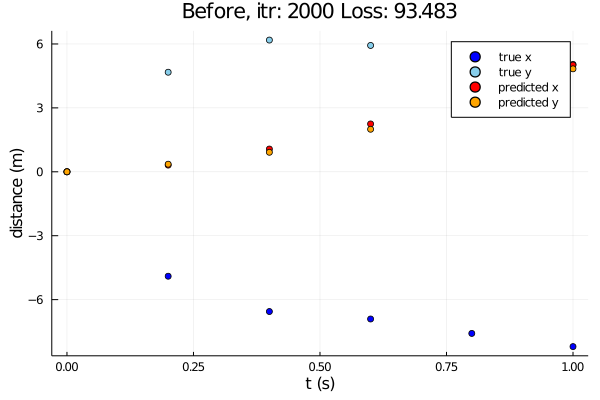 Before, itr: 2000 Loss: 93.483
6
3
0
−3
−6
distance (m)
true x
true y
predicted x
predicted y
0.00
0.25
0.50
0.75
1.00
t (s)